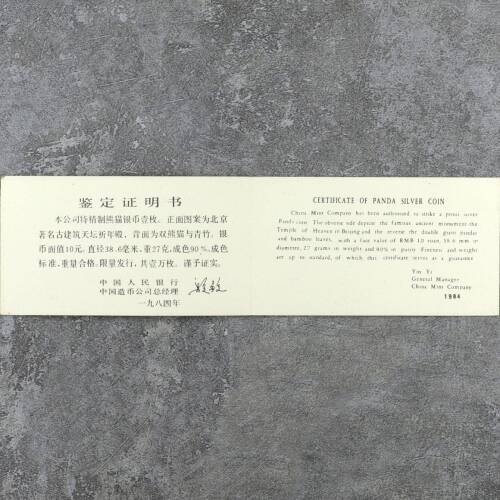 鉴定证明书
本公司特精制熊猫银币壹枚。正面图案为北京
著名古建筑天坛祈年殿，背面为双熊猫与青竹。银
币面值10元，直径38.6毫米，重27克，成色90%，成色
标准，重量合格。限量发行，共壹万枚。谨予证实。
中国人民银行
中国造币公司总经理
一九八四年
CERTIFICATE OF PANDA SILVER COIN
China Mint Company has been authorised to strike a proof silver
Panda coin The obverse side depicts the famous ancient monument the
Temple of Heaven in Beijing and the reverse the double giant pandas
and bamboo leaves, with a face value of RMB 10 yuan, 38.6 mm in
diameter, 27 grams in weight and 90% in purity Fineness and weight
are up to standard, of which this certificate serves as a guarantee
Yin Yi
General Manager
China Mint Company
1984